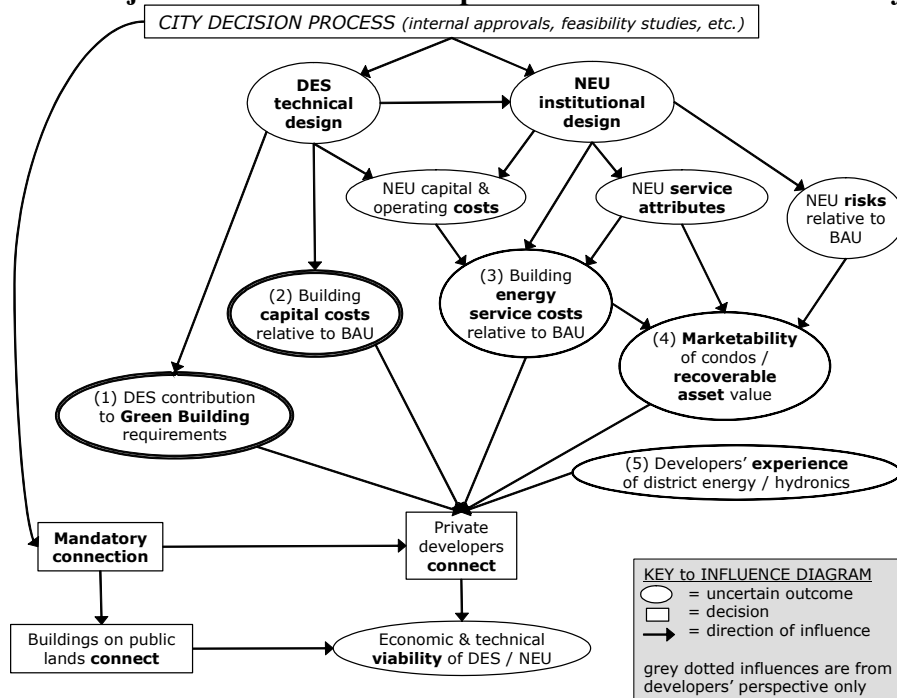 CITY DECISION PROCESS (internal approvals, feasibility studies, etc.)
DES
technical
design
NEU
institutional
design
NEU capital &
operating costs
NEU service
attributes
NEU risks
relative to
BAU
(2) Building
capital costs
relative to BAU
(3) Building
energy
service costs
relative to BAU
(4) Marketability
of condos /
recoverable
asset value
(1) DES contribution
to Green Building
requirements
(5) Developers' experience
of district energy / hydronics
Mandatory
connection
Private
developers
connect
Buildings on public
lands connect
Economic & technical
viability of DES / NEU
KEY to INFLUENCE DIAGRAM
= uncertain outcome
= decision
= direction of influence
grey dotted influences are from
developers' perspective only